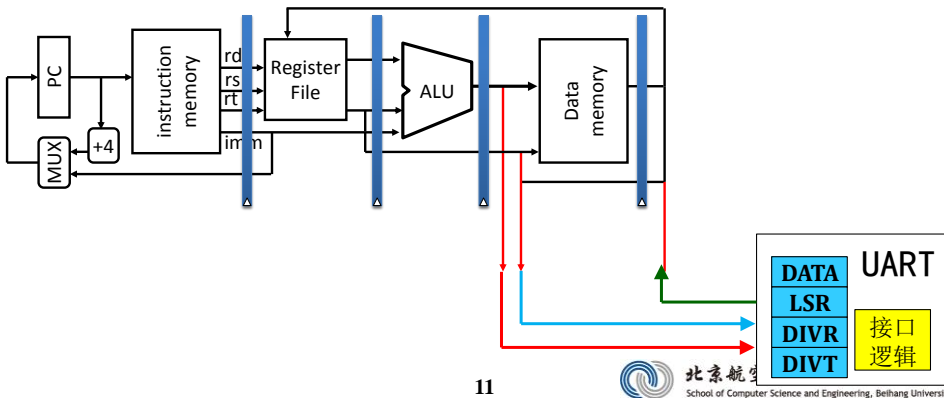 PC
+4
MUX
instruction
memory
rd
rs
rt
imm
Register
File
ALU
Data
memory
UART
DATA
LSR
DIVR
DIVT
接口
逻辑
11
北京航空
School of Computer Science and Engineering, Beihang Universi